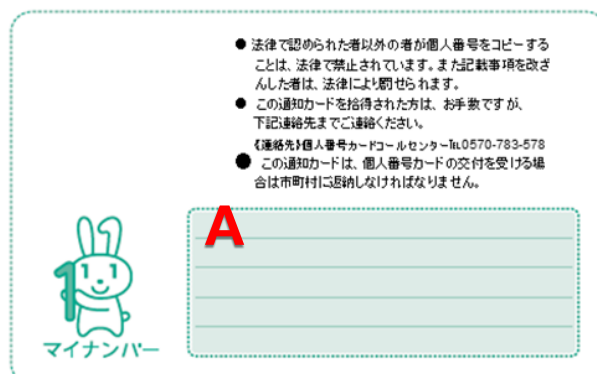 ● 法律で認められた者以外の者が個人番号をコピーする
ことは、法律で禁止されています。また記載事項を改ざ
んした者は、法律により罰せられます。
● この通知カードを拾得された方は、お手数ですが、
下記連絡先までご連絡ください。
《連絡先》個人番号カードコールセンター℡0570-783-578
● この通知カードは、個人番号カードの交付を受ける場
合は市町村に返納しなければなりません。
A
1
マイナンバー